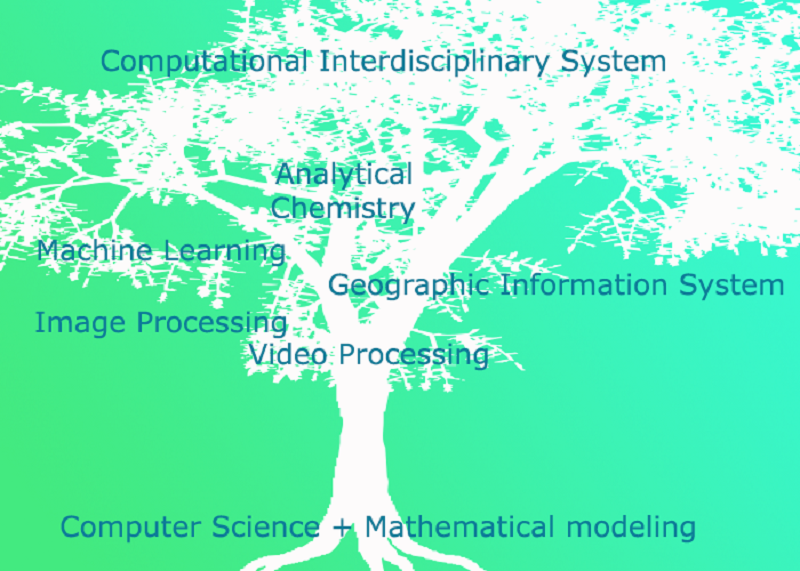 Computational Interdisciplinary System
Analytical
Chemistry
Machine Learning
Geographic Information System
Image Processing
Video Processing
Computer Science + Mathematical modeling